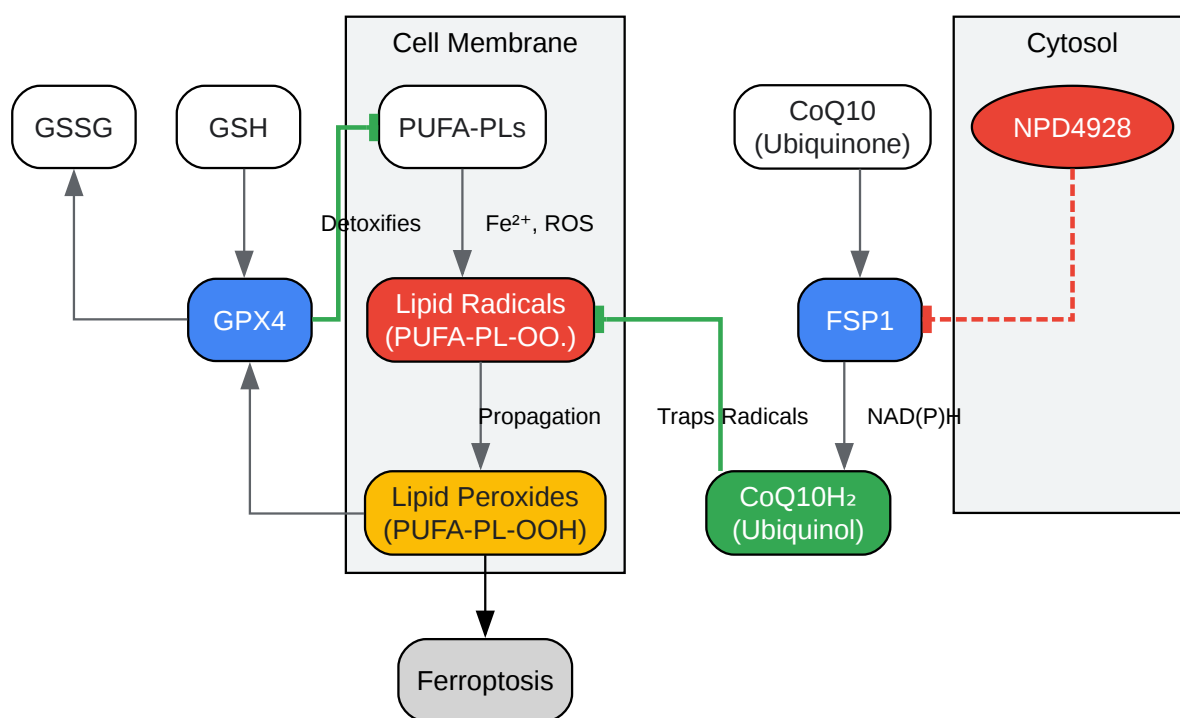 Cell Membrane
Cytosol
GSSG
GSH
PUFA-PLs
CoQ10
(Ubiquinone)
NPD4928
Detoxifies
Fe²⁺, ROS
GPX4
Lipid Radicals
(PUFA-PL-OO.)
FSP1
Propagation
Traps Radicals
NAD(P)H
Lipid Peroxides
(PUFA-PL-OOH)
CoQ10H₂
(Ubiquinol)
Ferroptosis